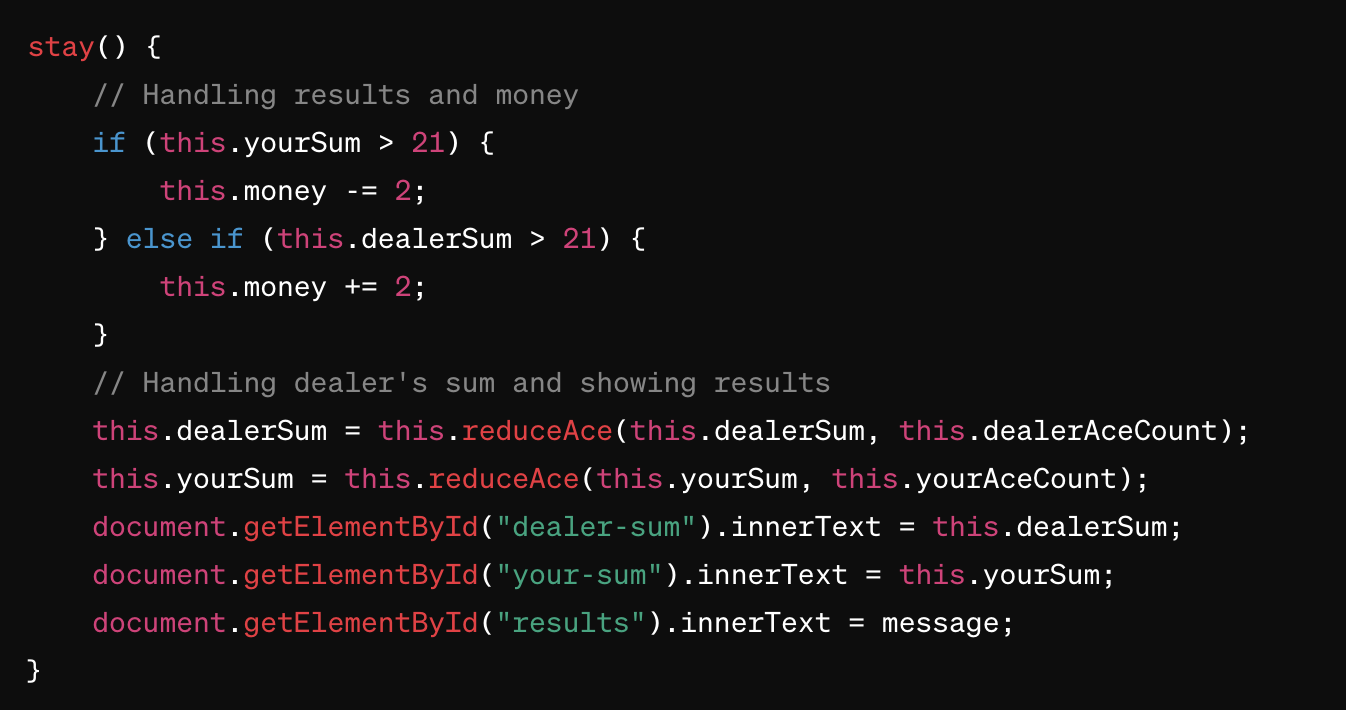 stay() {
    // Handling results and money
    if (this.yourSum > 21) {
        this.money -= 2;
    } else if (this.dealerSum > 21) {
        this.money += 2;
    }
    // Handling dealer's sum and showing results
    this.dealerSum = this.reduceAce(this.dealerSum, this.dealerAceCount);
    this.yourSum = this.reduceAce(this.yourSum, this.yourAceCount);
    document.getElementById("dealer-sum").innerText = this.dealerSum;
    document.getElementById("your-sum").innerText = this.yourSum;
    document.getElementById("results").innerText = message;
}